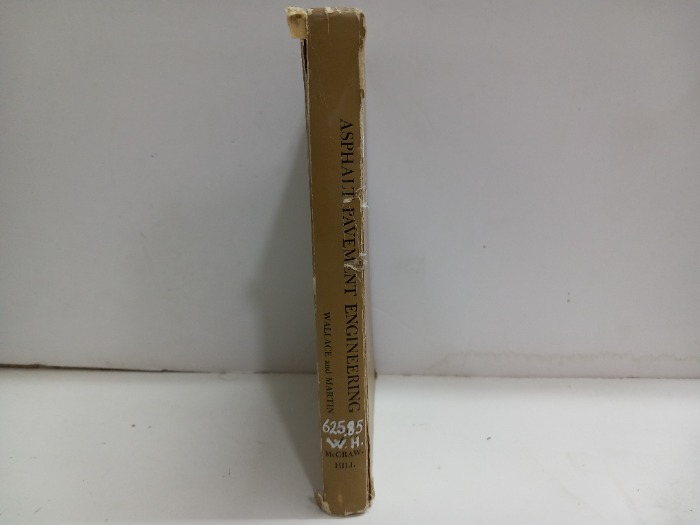 ASPHALT PAVEMENT ENGINEERING
WALLACE and MARTIN
625,85
W.H.
McGRAW-
HILL